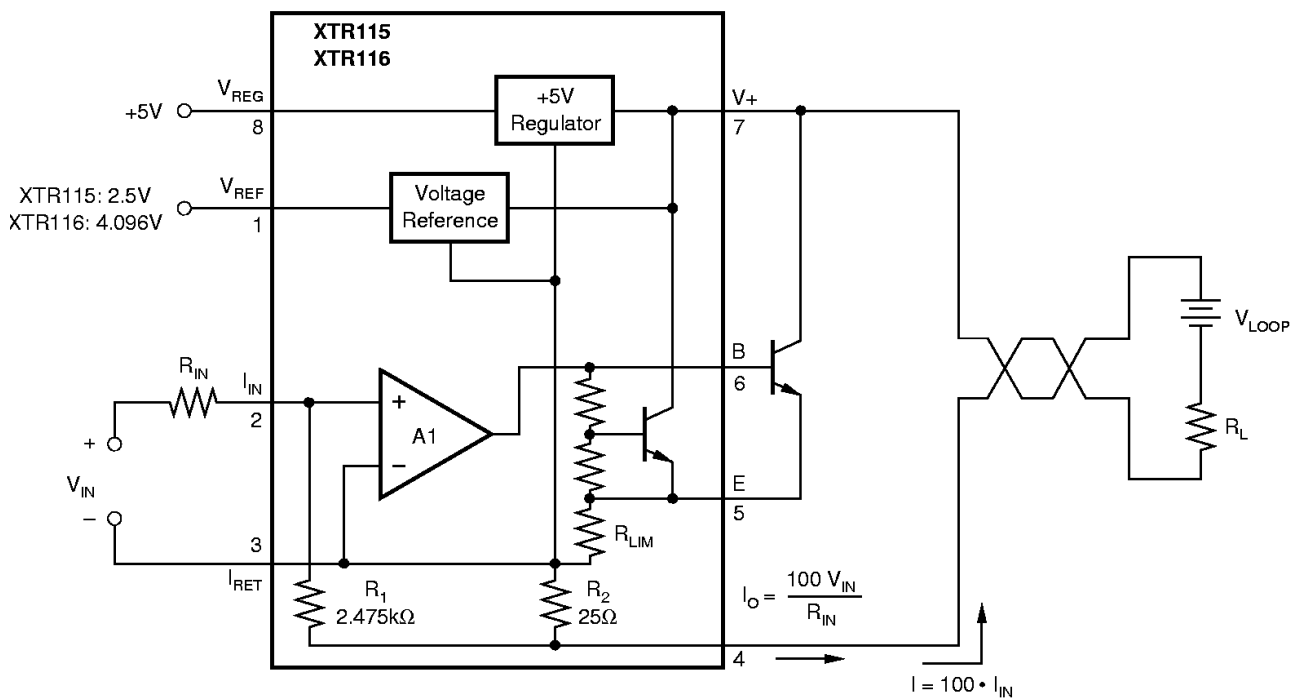 XTR115
XTR116
+5V
V_REG
8
+5V
Regulator
V+
7
XTR115: 2.5V
XTR116: 4.096V
V_REF
1
Voltage
Reference
R_IN
I_IN
2
+
A1
−
B
6
E
5
+
V_IN
−
3
I_RET
R_LIM
R_1
2.475kΩ
R_2
25Ω
I_O = 100 V_IN / R_IN
4
I = 100 • I_IN
V_LOOP
R_L